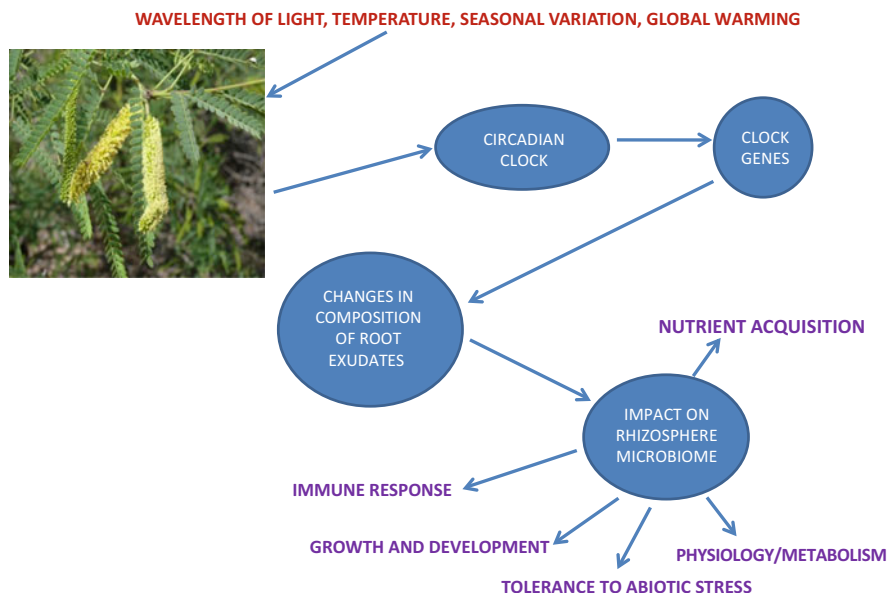 WAVELENGTH OF LIGHT, TEMPERATURE, SEASONAL VARIATION, GLOBAL WARMING
CIRCADIAN
CLOCK
CLOCK
GENES
CHANGES IN
COMPOSITION
OF ROOT
EXUDATES
NUTRIENT ACQUISITION
IMPACT ON
RHIZOSPHERE
MICROBIOME
IMMUNE RESPONSE
GROWTH AND DEVELOPMENT
PHYSIOLOGY/METABOLISM
TOLERANCE TO ABIOTIC STRESS